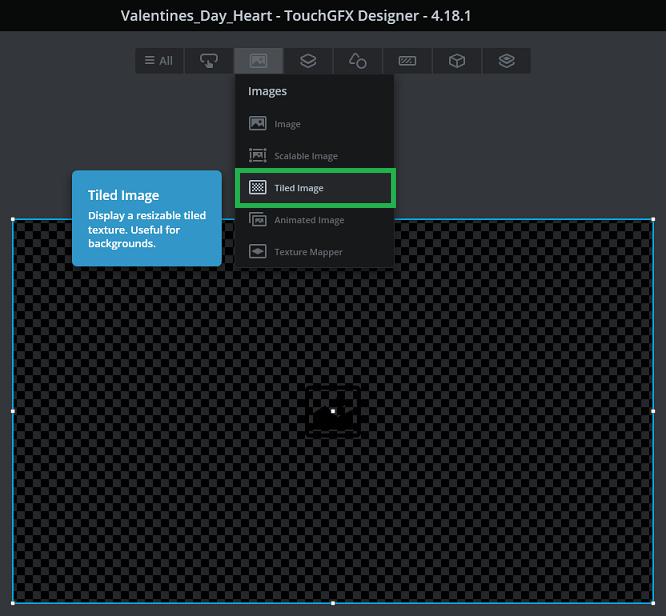 Valentines_Day_Heart - TouchGFX Designer - 4.18.1
All
Images
Image
Scalable Image
Tiled Image
Animated Image
Texture Mapper
Tiled Image
Display a resizable tiled
texture. Useful for
backgrounds.